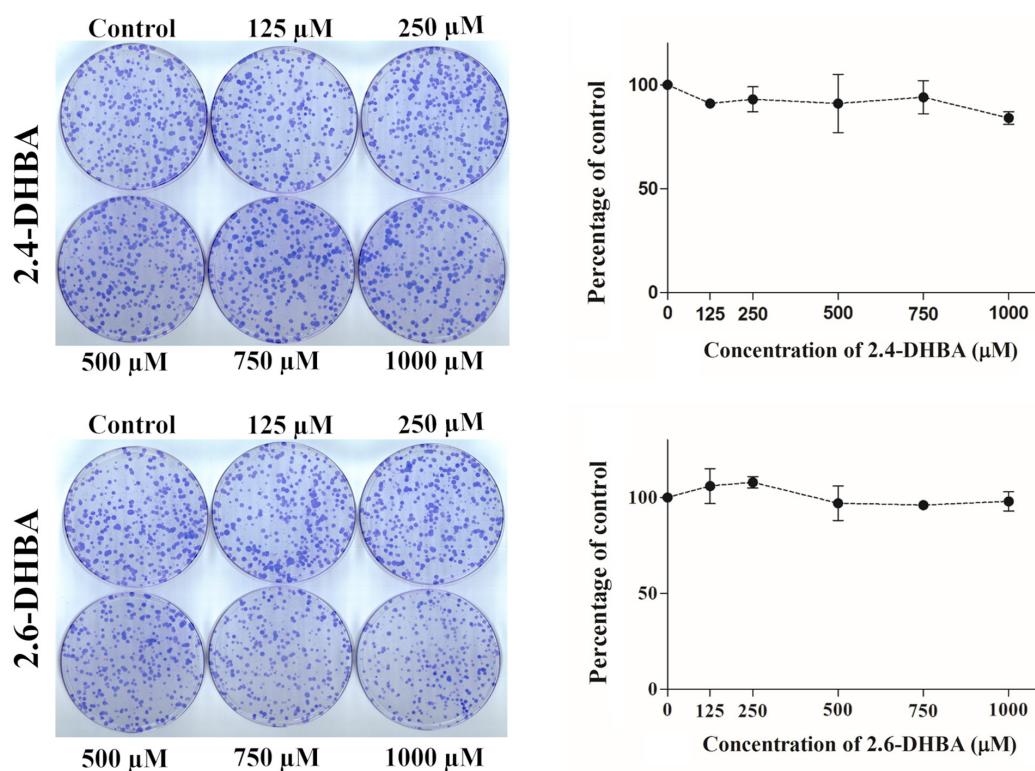 Control 125 µM 250 µM
2.4-DHBA
500 µM 750 µM 1000 µM
Percentage of control
100
50
0
0 125 250 500 750 1000
Concentration of 2.4-DHBA (µM)
Control 125 µM 250 µM
2.6-DHBA
500 µM 750 µM 1000 µM
Percentage of control
100
50
0
0 125 250 500 750 1000
Concentration of 2.6-DHBA (µM)